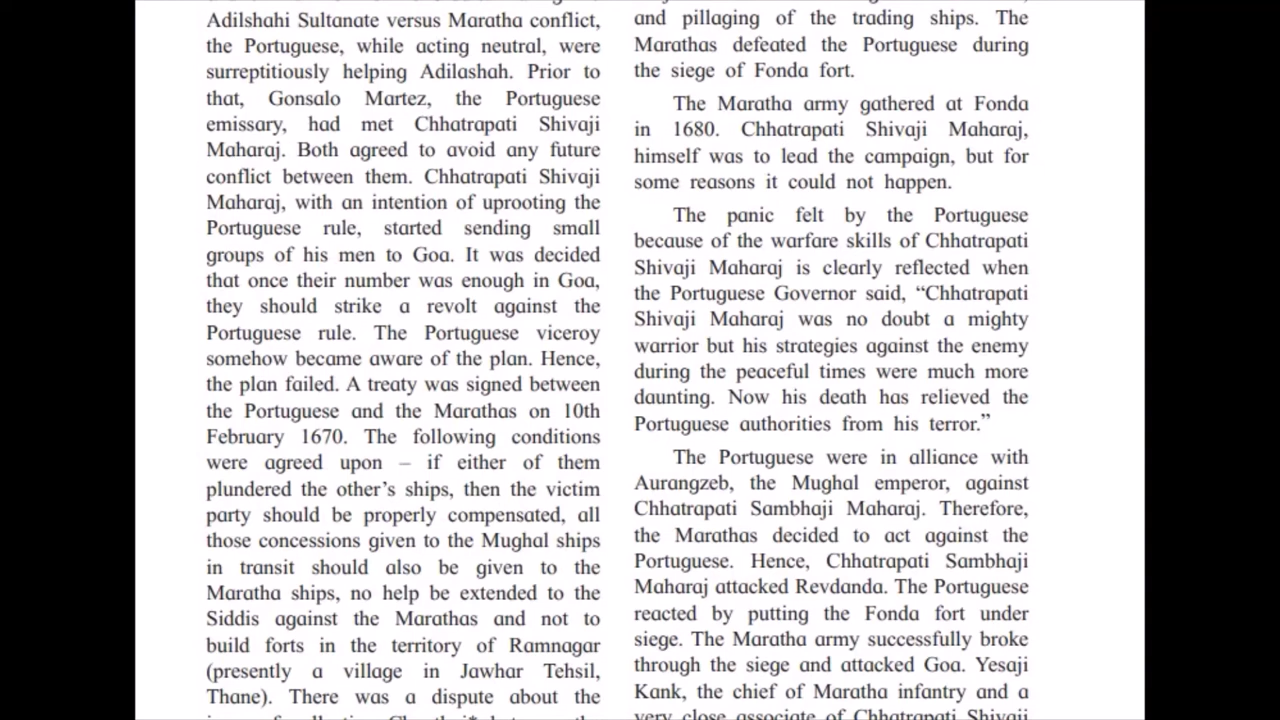 Adilshahi Sultanate versus Maratha conflict,
the Portuguese, while acting neutral, were
surreptitiously helping Adilashah. Prior to
that, Gonsalo Martez, the Portuguese
emissary, had met Chhatrapati Shivaji
Maharaj. Both agreed to avoid any future
conflict between them. Chhatrapati Shivaji
Maharaj, with an intention of uprooting the
Portuguese rule, started sending small
groups of his men to Goa. It was decided
that once their number was enough in Goa,
they should strike a revolt against the
Portuguese rule. The Portuguese viceroy
somehow became aware of the plan. Hence,
the plan failed. A treaty was signed between
the Portuguese and the Marathas on 10th
February 1670. The following conditions
were agreed upon – if either of them
plundered the other's ships, then the victim
party should be properly compensated, all
those concessions given to the Mughal ships
in transit should also be given to the
Maratha ships, no help be extended to the
Siddis against the Marathas and not to
build forts in the territory of Ramnagar
(presently a village in Jawhar Tehsil,
Thane). There was a dispute about the
and pillaging of the trading ships. The
Marathas defeated the Portuguese during
the siege of Fonda fort.
The Maratha army gathered at Fonda
in 1680. Chhatrapati Shivaji Maharaj,
himself was to lead the campaign, but for
some reasons it could not happen.
The panic felt by the Portuguese
because of the warfare skills of Chhatrapati
Shivaji Maharaj is clearly reflected when
the Portuguese Governor said, “Chhatrapati
Shivaji Maharaj was no doubt a mighty
warrior but his strategies against the enemy
during the peaceful times were much more
daunting. Now his death has relieved the
Portuguese authorities from his terror.”
The Portuguese were in alliance with
Aurangzeb, the Mughal emperor, against
Chhatrapati Sambhaji Maharaj. Therefore,
the Marathas decided to act against the
Portuguese. Hence, Chhatrapati Sambhaji
Maharaj attacked Revdanda. The Portuguese
reacted by putting the Fonda fort under
siege. The Maratha army successfully broke
through the siege and attacked Goa. Yesaji
Kank, the chief of Maratha infantry and a
very close associate of Chhatrapati Shivaji